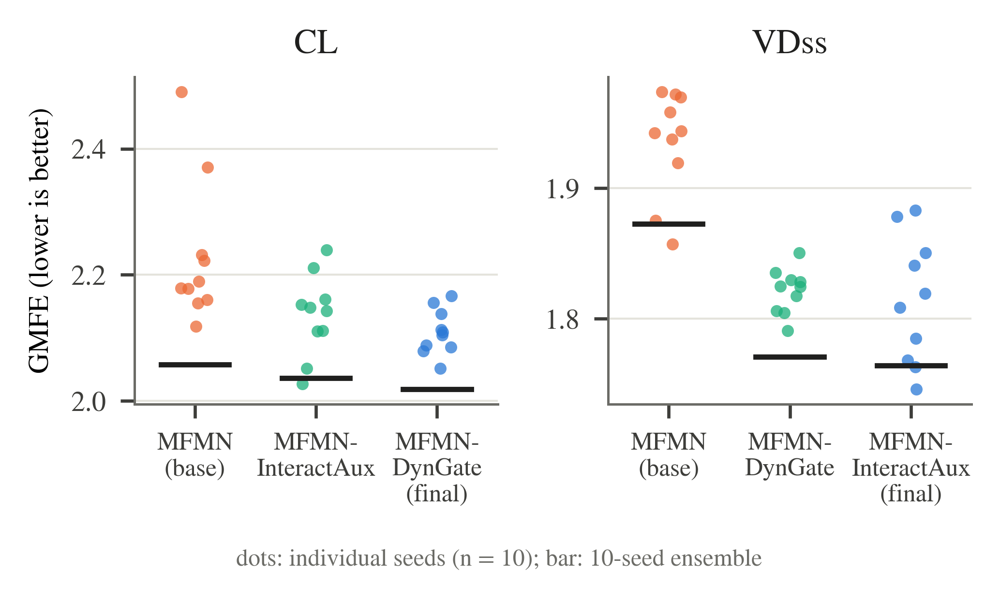 CL
VDss
GMFE (lower is better)
2.4
2.2
2.0
1.9
1.8
MFMN
(base)
MFMN-
InteractAux
MFMN-
DynGate
(final)
MFMN
(base)
MFMN-
DynGate
MFMN-
InteractAux
(final)
dots: individual seeds (n = 10); bar: 10-seed ensemble